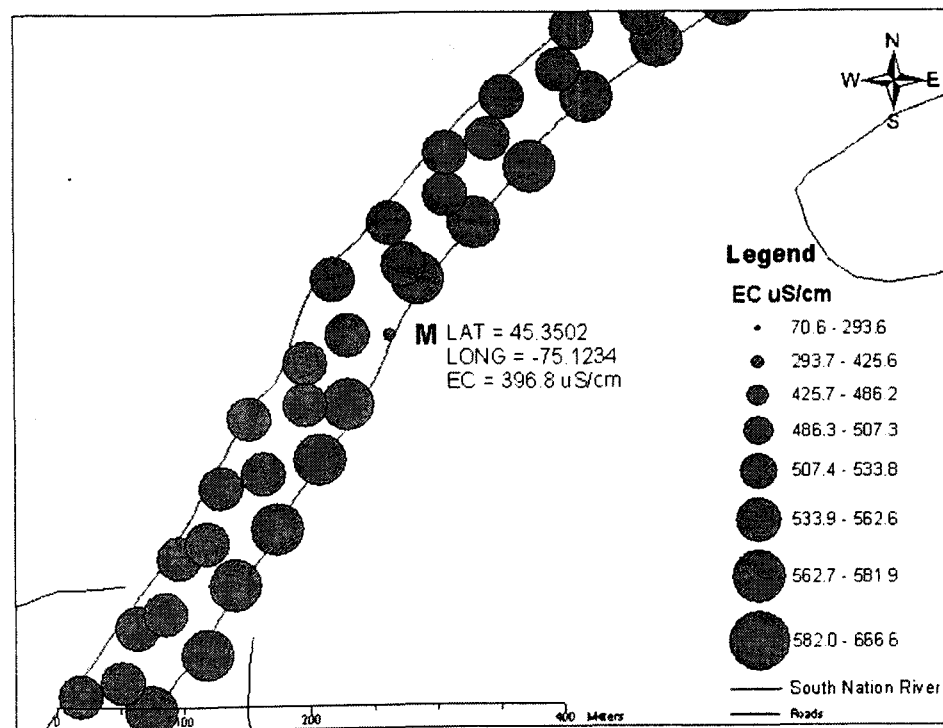 N
W E
S
M LAT = 45.3502
LONG = -75.1234
EC = 396.8 uS/cm
Legend
EC uS/cm
70.6 - 293.6
293.7 - 425.6
425.7 - 486.2
486.3 - 507.3
507.4 - 533.8
533.9 - 562.6
562.7 - 581.9
582.0 - 666.6
South Nation River
Roads
0 100 200 400 Meters